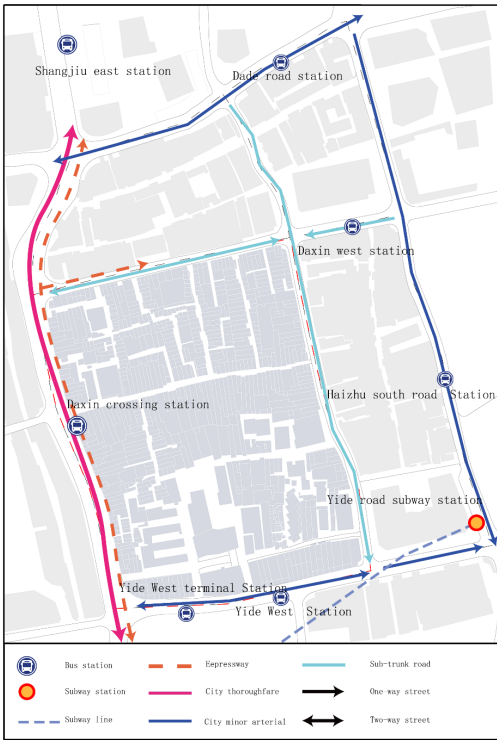 Shangjiu east station
Dade road station
Daxin west station
Daxin crossing station
Haizhu south road Station
Yide road subway station
Yide West terminal Station
Yide West Station
Bus station
Eepressway
Sub-trunk road
Subway station
City thoroughfare
One way street
Subway line
City minor arterial
Two-way street